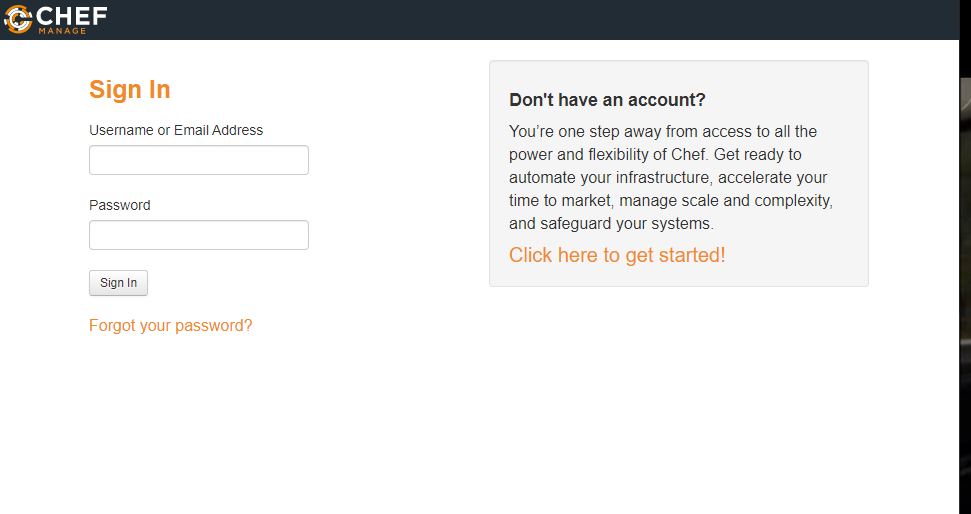 CHEF
MANAGE
Sign In
Username or Email Address
Password
Sign In
Forgot your password?
Don't have an account?
You’re one step away from access to all the
power and flexibility of Chef. Get ready to
automate your infrastructure, accelerate your
time to market, manage scale and complexity,
and safeguard your systems.
Click here to get started!